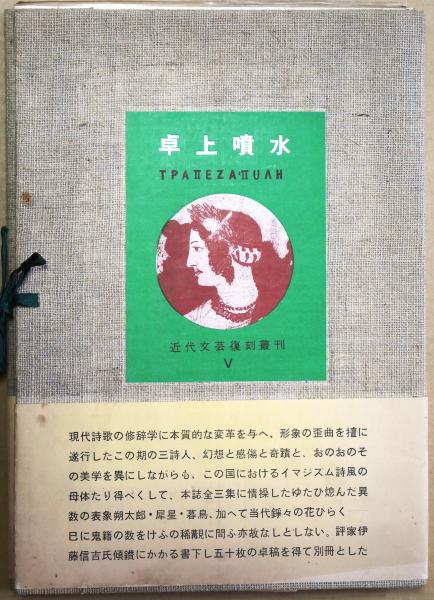 卓上噴水
ΤΡΑΠΕΖΑΠΥΛΗ
近代文芸復刻叢刊
V
現代詩歌の修辞学に本質的な変革を与へ、形象の歪曲を擅に
遂行したこの期の三詩人、幻想と感傷と奇蹟と、おのおのそ
の美学を異にしながらも、この国におけるイマジズム詩風の
母体たり得べくして、本誌全三集に情操したゆたひ熄んだ異
数の表象朔太郎・犀星・暮鳥、加へて当代錚々の花ひらく
已に鬼籍の数をけふの稀覯に問ふ亦故なしとしない。評家伊
藤信吉氏傾鑽にかかる書下し五十枚の卓稿を得て別冊とした